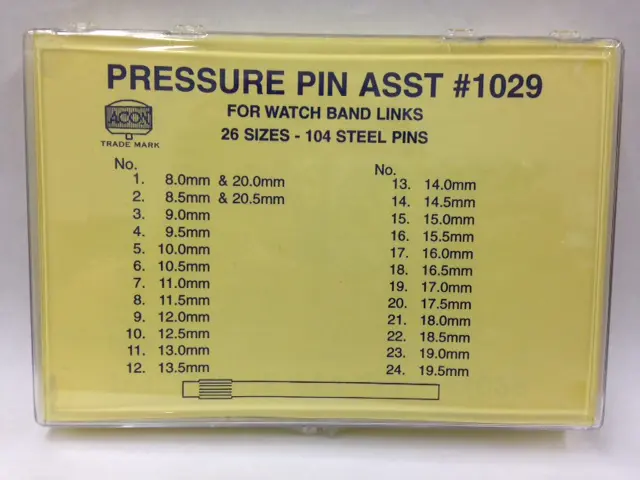 PRESSURE PIN ASST #1029
FOR WATCH BAND LINKS
26 SIZES - 104 STEEL PINS
ACON
TRADE MARK
No.
1. 8.0mm & 20.0mm
2. 8.5mm & 20.5mm
3. 9.0mm
4. 9.5mm
5. 10.0mm
6. 10.5mm
7. 11.0mm
8. 11.5mm
9. 12.0mm
10. 12.5mm
11. 13.0mm
12. 13.5mm
No.
13. 14.0mm
14. 14.5mm
15. 15.0mm
16. 15.5mm
17. 16.0mm
18. 16.5mm
19. 17.0mm
20. 17.5mm
21. 18.0mm
22. 18.5mm
23. 19.0mm
24. 19.5mm